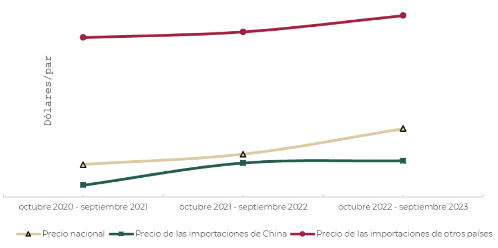 Dólares/par
octubre 2020 - septiembre 2021
octubre 2021 - septiembre 2022
octubre 2022 - septiembre 2023
Precio nacional
Precio de las importaciones de China
Precio de las importaciones de otros países